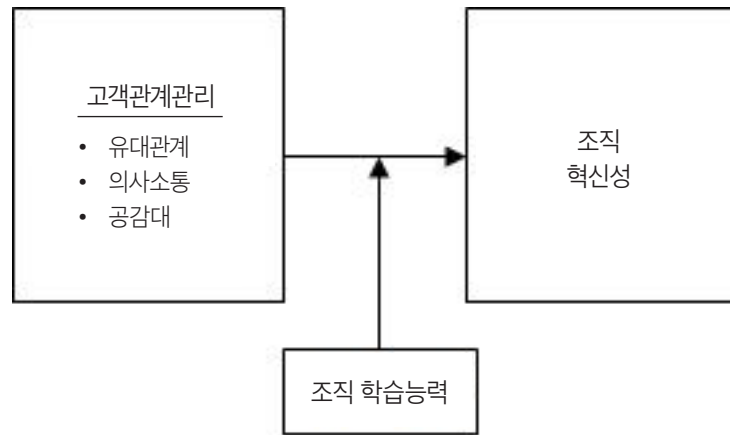 고객관계관리
• 유대관계
• 의사소통
• 공감대
조직
혁신성
조직 학습능력